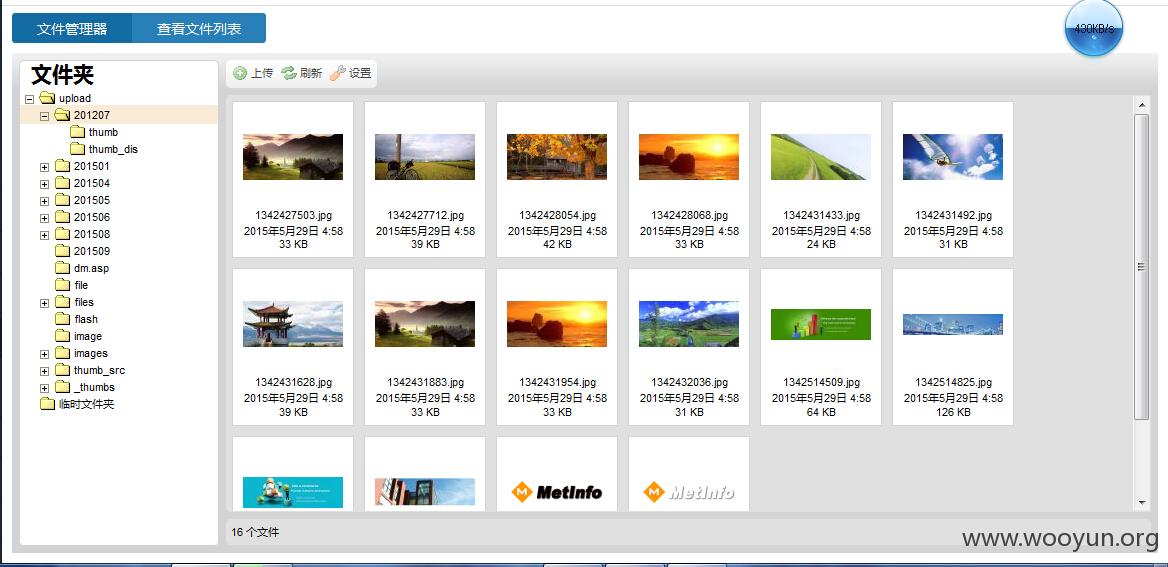 文件管理器 查看文件列表
430KB/s
文件夹
上传 刷新 设置
upload
201207
thumb
thumb_dis
201501
201504
201505
201506
201508
201509
dm.asp
file
files
flash
image
images
thumb_src
_thumbs
临时文件夹
1342427503.jpg 1342427712.jpg 1342428054.jpg 1342428068.jpg 1342431433.jpg 1342431492.jpg
2015年5月29日 4:58 2015年5月29日 4:58 2015年5月29日 4:58 2015年5月29日 4:58 2015年5月29日 4:58 2015年5月29日 4:58
33 KB 39 KB 42 KB 33 KB 24 KB 31 KB
1342431628.jpg 1342431883.jpg 1342431954.jpg 1342432036.jpg 1342514509.jpg 1342514825.jpg
2015年5月29日 4:58 2015年5月29日 4:58 2015年5月29日 4:58 2015年5月29日 4:58 2015年5月29日 4:58 2015年5月29日 4:58
39 KB 33 KB 33 KB 31 KB 64 KB 126 KB
M MetInfo M MetInfo
16 个文件
www.wooyun.org